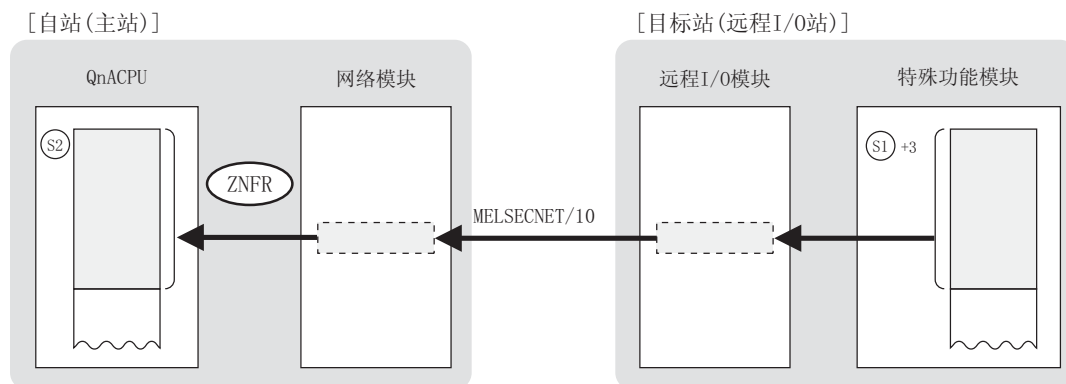 [自站(主站)]
[目标站(远程I/O站)]
QnACPU
网络模块
远程I/O模块
特殊功能模块
S2
S1 +3
ZNFR
MELSECNET/10